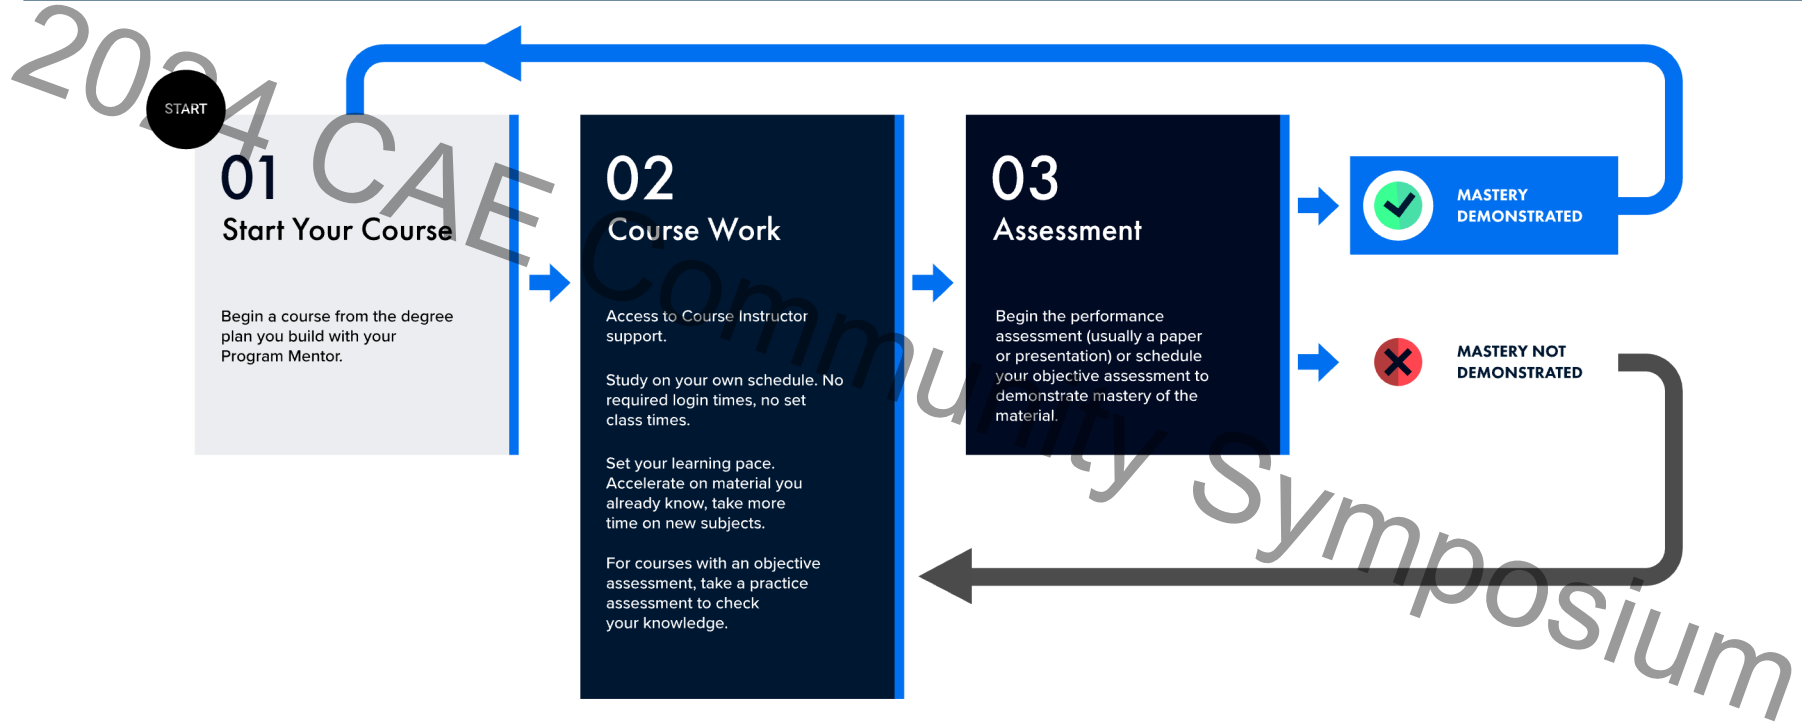 START
01
Start Your Course
Begin a course from the degree
plan you build with your
Program Mentor.
02
Course Work
Access to Course Instructor
support.
Study on your own schedule. No
required login times, no set
class times.
Set your learning pace.
Accelerate on material you
already know, take more
time on new subjects.
For courses with an objective
assessment, take a practice
assessment to check
your knowledge.
03
Assessment
Begin the performance
assessment (usually a paper
or presentation) or schedule
your objective assessment to
demonstrate mastery of the
material.
MASTERY
DEMONSTRATED
MASTERY NOT
DEMONSTRATED
2024 CAE Community Symposium